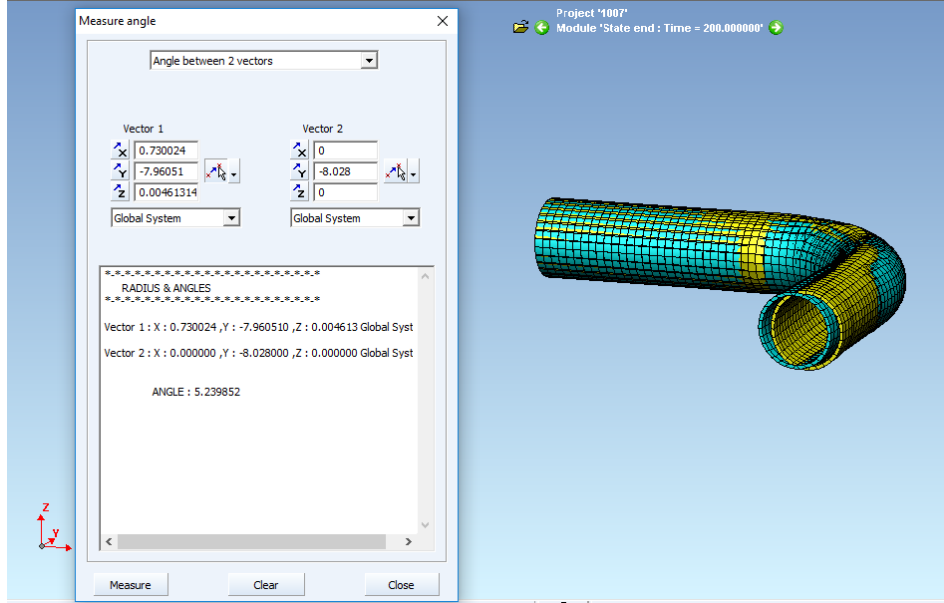 Measure angle
Project '1007'
Module 'State end : Time = 200.000000'
Angle between 2 vectors
Vector 1 Vector 2
X 0.730024 X 0
Y -7.96051 Y -8.028
Z 0.00461314 Z 0
Global System Global System
*-*-*-*-*-*-*-*-*-*-*-*-*-*-*-*-*-*-*
RADIUS & ANGLES
*-*-*-*-*-*-*-*-*-*-*-*-*-*-*-*-*-*-*
Vector 1 : X : 0.730024 ,Y : -7.960510 ,Z : 0.004613 Global Syst
Vector 2 : X : 0.000000 ,Y : -8.028000 ,Z : 0.000000 Global Syst
ANGLE : 5.239852
Z
Y
Measure Clear Close